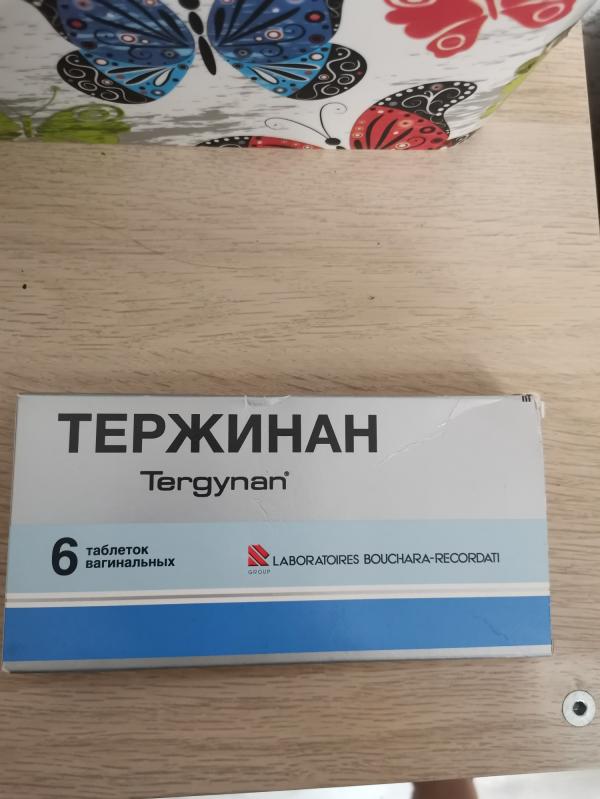 ТЕРЖИНАН
Tergynan®
6 таблеток
вагинальных
GROUP
LABORATOIRES BOUCHARA-RECORDATI